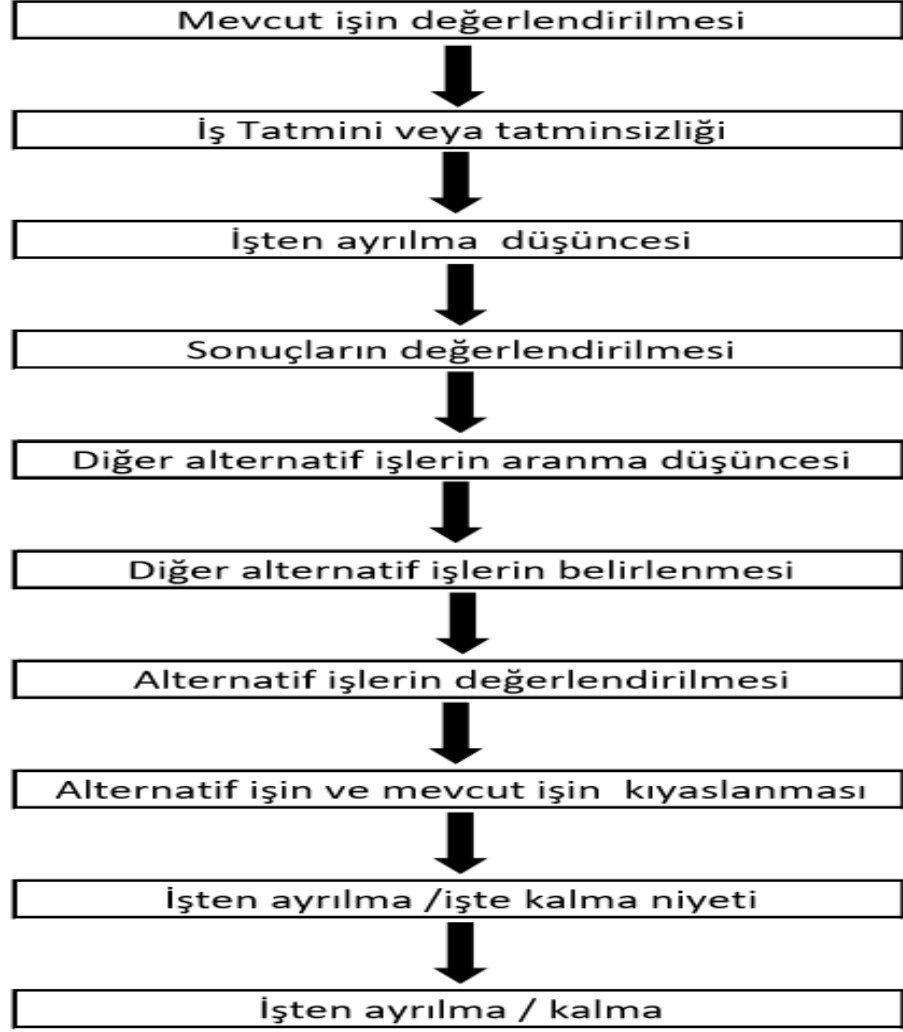 Mevcut işin değerlendirilmesi
İş Tatmini veya tatminsizliği
İşten ayrılma düşüncesi
Sonuçların değerlendirilmesi
Diğer alternatif işlerin aranma düşüncesi
Diğer alternatif işlerin belirlenmesi
Alternatif işlerin değerlendirilmesi
Alternatif işin ve mevcut işin kıyaslanması
İşten ayrılma /işte kalma niyeti
İşten ayrılma / kalma